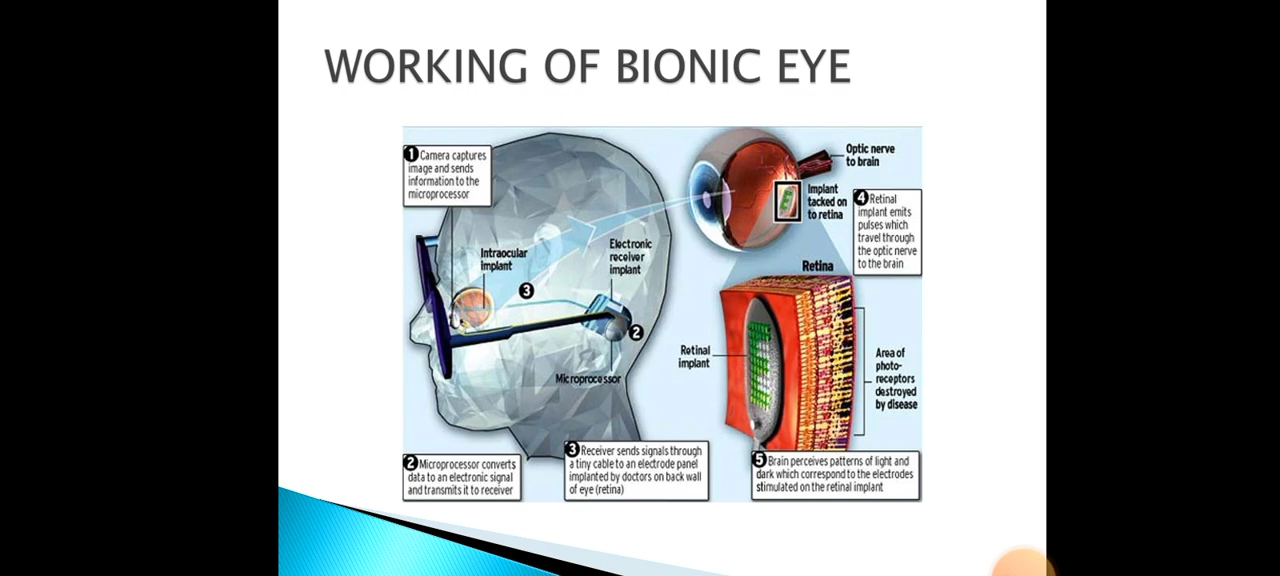 WORKING OF BIONIC EYE
1 Camera captures
image and sends
information to the
microprocessor
Intraocular
implant
3
Electronic
receiver
implant
2
Microprocessor
2 Microprocessor converts
data to an electronic signal
and transmits it to receiver
3 Receiver sends signals through
a tiny cable to an electrode panel
implanted by doctors on back wall
of eye (retina)
Optic nerve
to brain
Implant
tacked on
to retina
4 Retinal
implant emits
pulses which
travel through
the optic nerve
to the brain
Retina
Retinal
implant
Area of
photo-
receptors
destroyed
by disease
5 Brain perceives patterns of light and
dark which correspond to the electrodes
stimulated on the retinal implant